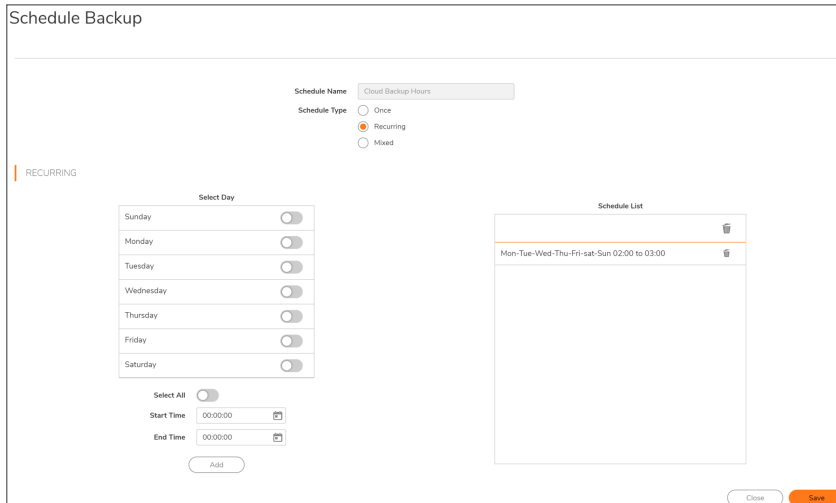 Schedule Backup
Schedule Name
Cloud Backup Hours
Schedule Type
Once
Recurring
Mixed
RECURRING
Select Day
Sunday
Monday
Tuesday
Wednesday
Thursday
Friday
Saturday
Select All
Start Time 00:00:00
End Time 00:00:00
Add
Schedule List
Mon-Tue-Wed-Thu-Fri-sat-Sun 02:00 to 03:00
Close
Save